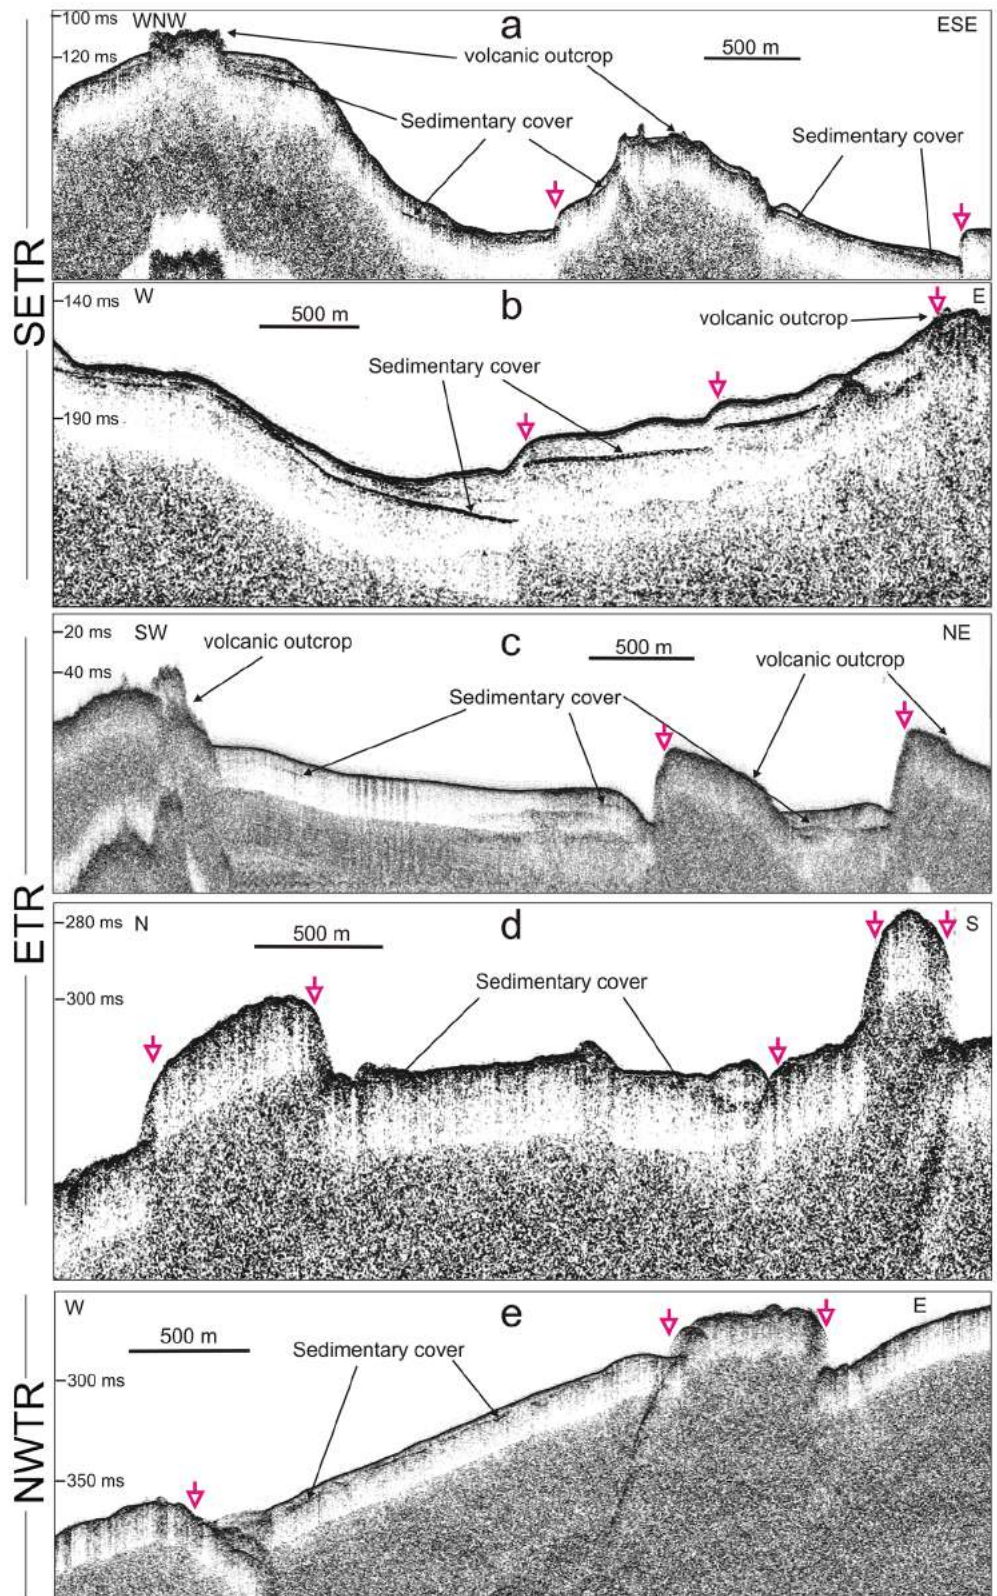 SETR
100 ms
WNW
a
ESE
120 ms
volcanic outcrop
500 m
Sedimentary cover
Sedimentary cover
140 ms
W
500 m
b
volcanic outcrop
E
Sedimentary cover
190 ms
ETR
20 ms
SW
volcanic outcrop
c
500 m
NE
40 ms
volcanic outcrop
Sedimentary cover
280 ms
N
500 m
d
S
Sedimentary cover
300 ms
NWTR
W
500 m
e
E
Sedimentary cover
300 ms
350 ms